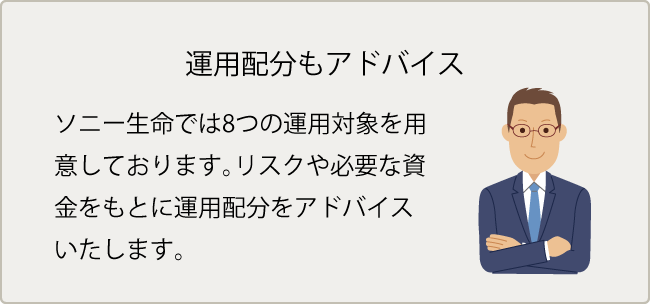 運用配分もアドバイス
ソニー生命では8つの運用対象を用
意しております。リスクや必要な資
金をもとに運用配分をアドバイス
いたします。